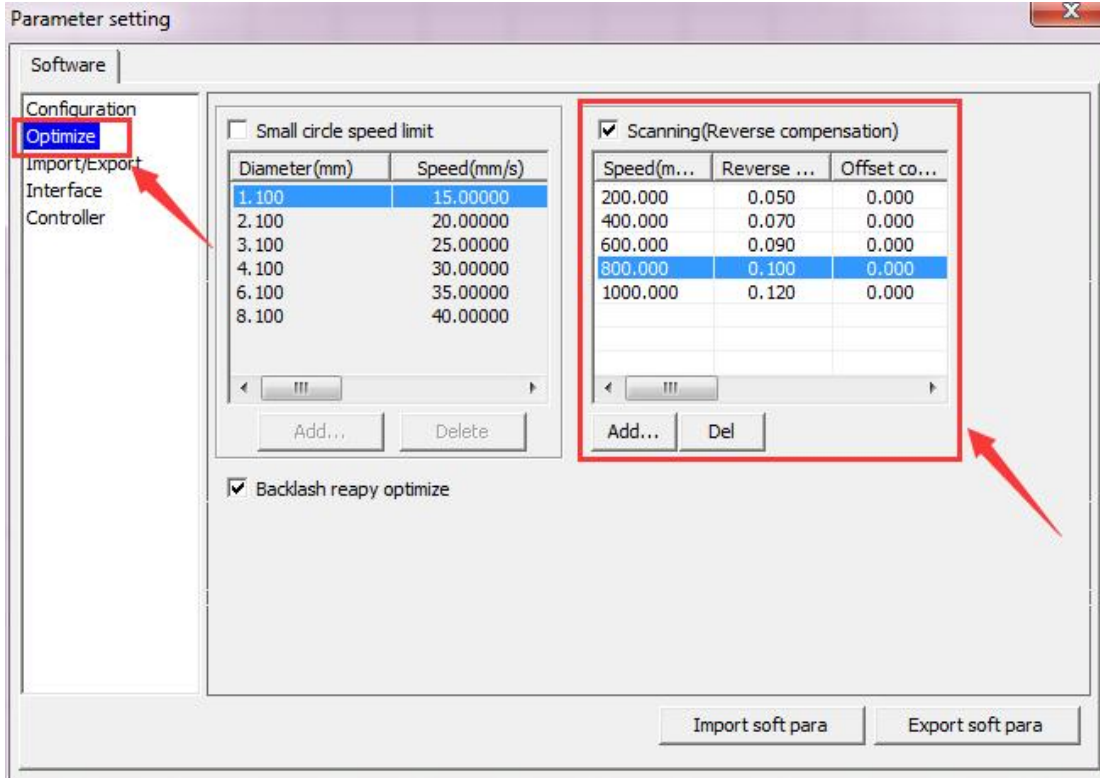 Parameter setting
Software
Configuration
Optimize
Import/Export
Interface
Controller
Small circle speed limit
Diameter(mm) Speed(mm/s)
1.100 15.00000
2.100 20.00000
3.100 25.00000
4.100 30.00000
6.100 35.00000
8.100 40.00000
Add... Delete
Scanning(Reverse compensation)
Speed(m... Reverse ... Offset co...
200.000 0.050 0.000
400.000 0.070 0.000
600.000 0.090 0.000
800.000 0.100 0.000
1000.000 0.120 0.000
Add... Del
Backlash reapy optimize
Import soft para Export soft para